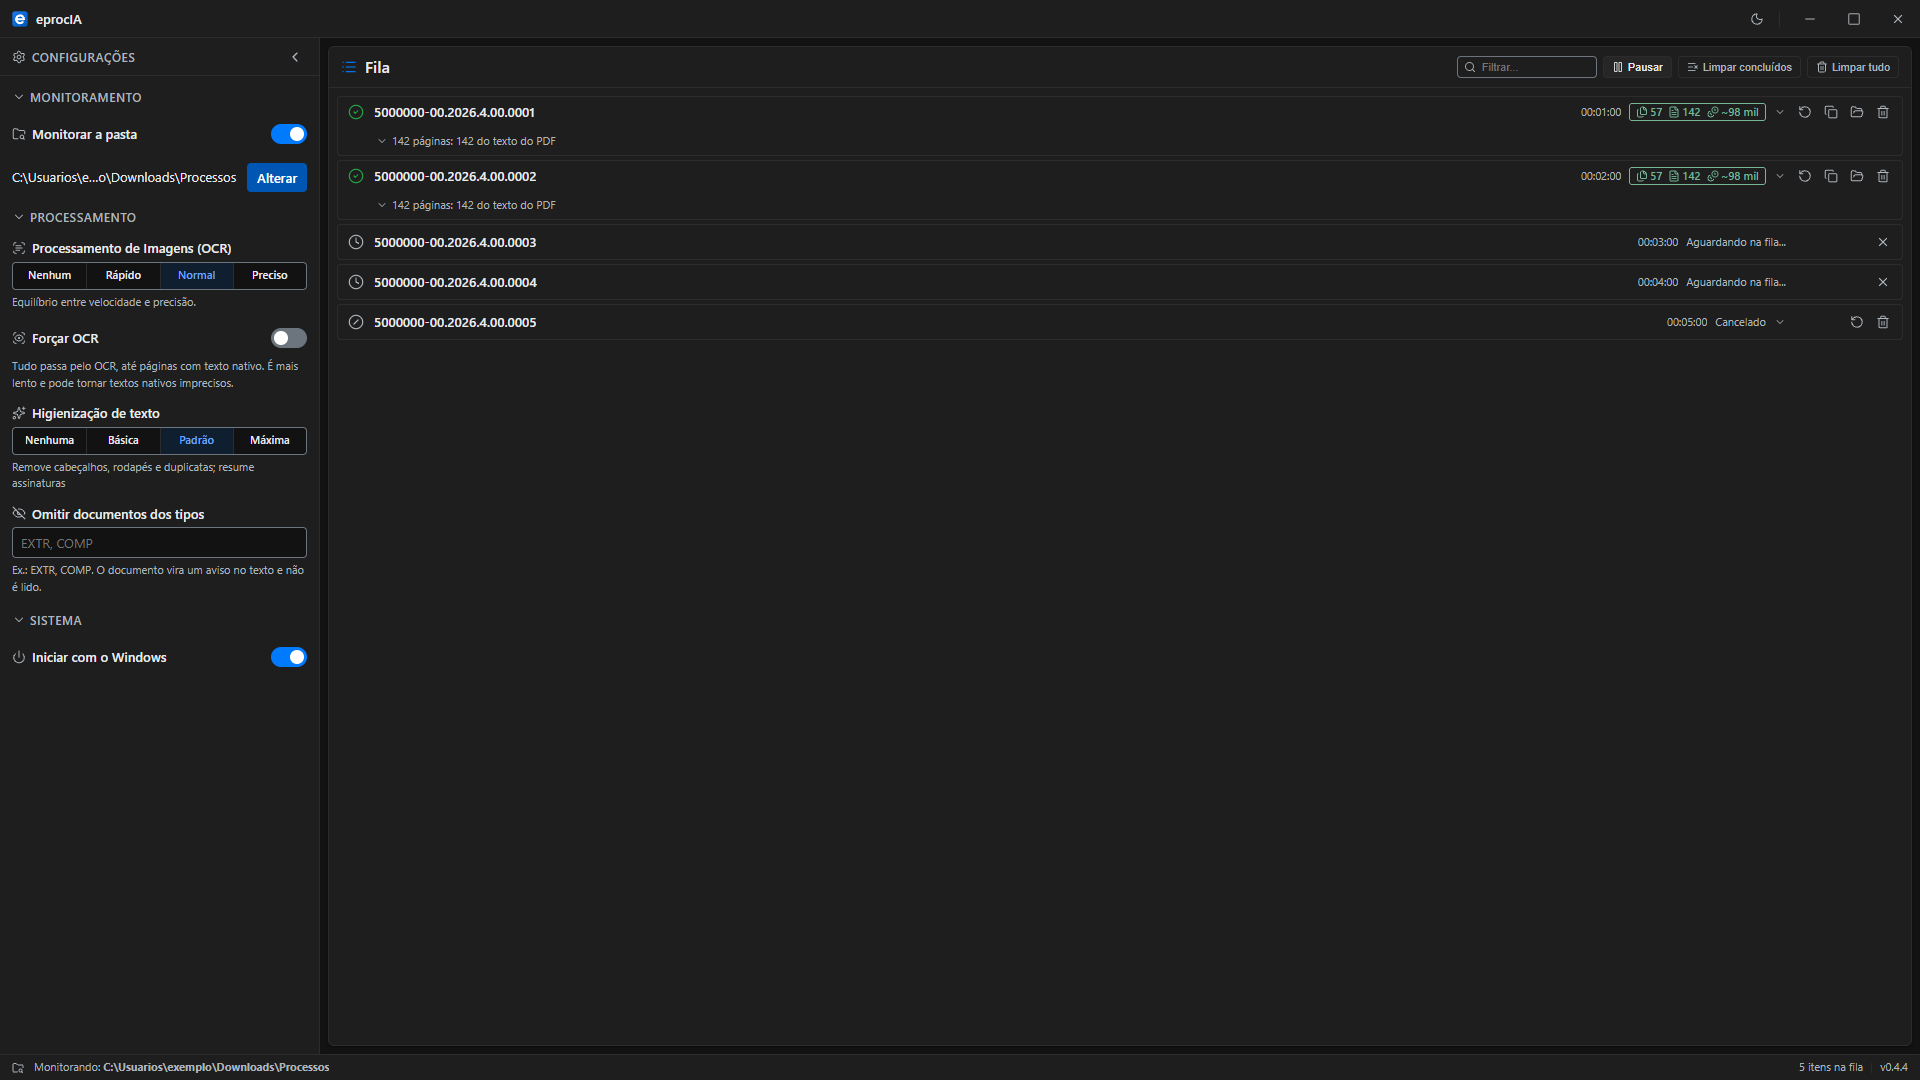 eprocIA
CONFIGURAÇÕES
MONITORAMENTO
Monitorar a pasta
C:\Usuarios\e...o\Downloads\Processos
Alterar
PROCESSAMENTO
Processamento de Imagens (OCR)
Nenhum Rápido Normal Preciso
Equilíbrio entre velocidade e precisão.
Forçar OCR
Tudo passa pelo OCR, até páginas com texto nativo. É mais
lento e pode tornar textos nativos imprecisos.
Higienização de texto
Nenhuma Básica Padrão Máxima
Remove cabeçalhos, rodapés e duplicatas; resume
assinaturas
Omitir documentos dos tipos
EXTR, COMP
Ex.: EXTR, COMP. O documento vira um aviso no texto e não
é lido.
SISTEMA
Iniciar com o Windows
Fila
Filtrar...
Pausar
Limpar concluídos
Limpar tudo
5000000-00.2026.4.00.0001 00:01:00 57 142 ~98 mil
142 páginas: 142 do texto do PDF
5000000-00.2026.4.00.0002 00:02:00 57 142 ~98 mil
142 páginas: 142 do texto do PDF
5000000-00.2026.4.00.0003 00:03:00 Aguardando na fila...
5000000-00.2026.4.00.0004 00:04:00 Aguardando na fila...
5000000-00.2026.4.00.0005 00:05:00 Cancelado
Monitorando: C:\Usuarios\exemplo\Downloads\Processos
5 itens na fila v0.4.4